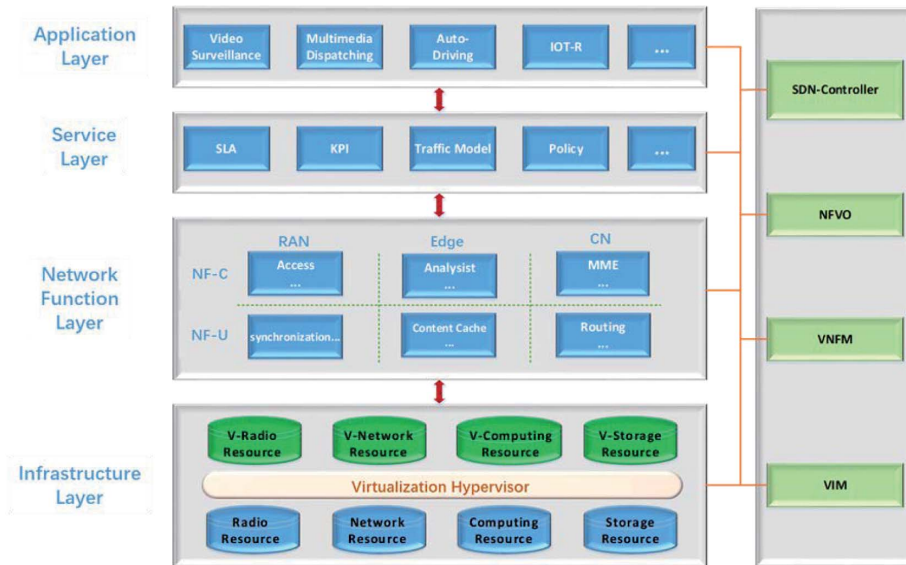 Application
Layer
Video
Surveillance
Multimedia
Dispatching
Auto-
Driving
IOT-R
...
Service
Layer
SLA
KPI
Traffic Model
Policy
...
Network
Function
Layer
RAN
Edge
CN
NF-C
Access
...
Analysist
...
MME
...
NF-U
synchronization...
Content Cache
...
Routing
...
Infrastructure
Layer
V-Radio
Resource
V-Network
Resource
V-Computing
Resource
V-Storage
Resource
Virtualization Hypervisor
Radio
Resource
Network
Resource
Computing
Resource
Storage
Resource
SDN-Controller
NFVO
VNFM
VIM